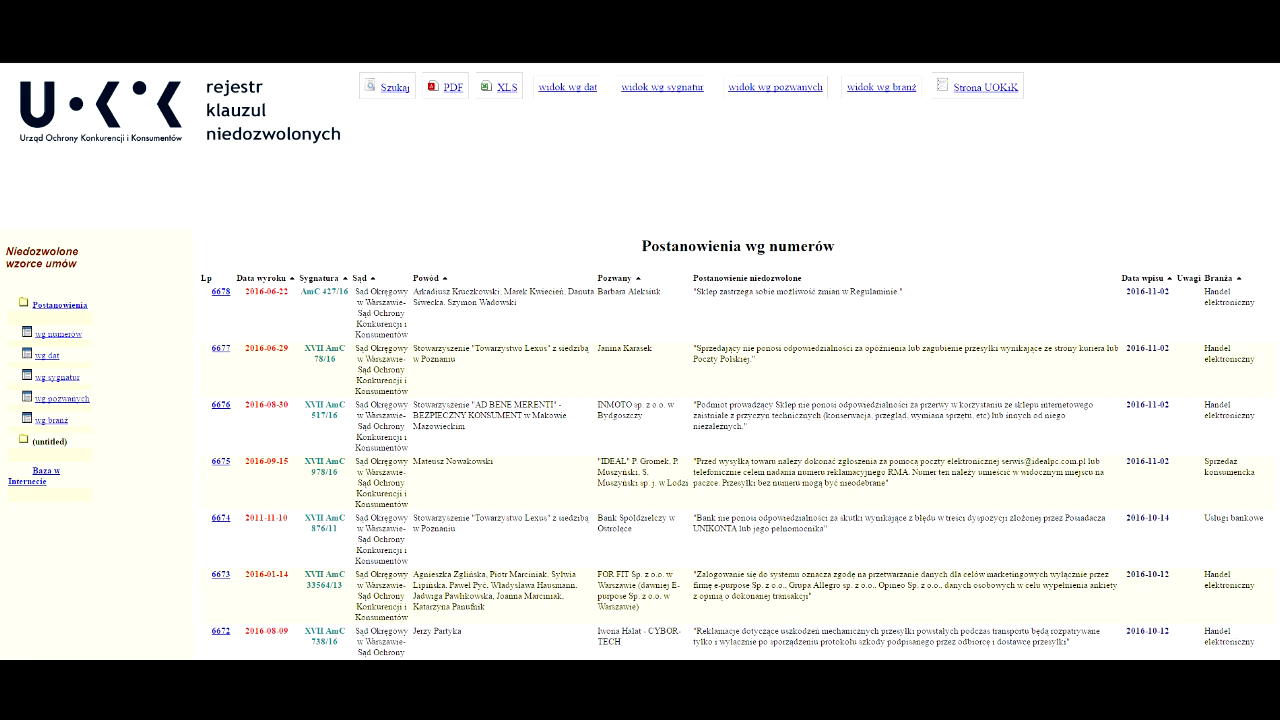 UOKiK
Urząd Ochrony Konkurencji i Konsumentów
rejestr
klauzul
niedozwolonych
Szukaj PDF XLS widok wg dat widok wg sygnatur widok wg pozwanych widok wg branż Strona UOKiK
Niedozwolone
wzorce umów
Postanowienia
wg numerów
wg dat
wg sygnatur
wg pozwanych
wg branż
(untitled)
Baza w
Internecie
Postanowienia wg numerów
Lp Data wyroku Sygnatura Sąd Powód Pozwany Postanowienie niedozwolone Data wpisu Uwagi Branża
6678 2016-06-22 AmC 427/16 Sąd Okręgowy Arkadiusz Kruczkowski, Marek Kwiecień, Danuta Barbara Aleksiuk "Sklep zastrzega sobie możliwość zmian w Regulaminie." 2016-11-02 Handel
w Warszawie- Siwecka, Szymon Wadowski elektroniczny
Sąd Ochrony
Konkurencji i
Konsumentów
6677 2016-06-29 XVII AmC Sąd Okręgowy Stowarzyszenie "Towarzystwo Lexus" z siedzibą Janina Karasek "Sprzedający nie ponosi odpowiedzialności za opóźnienia lub zagubienie przesyłki wynikające ze strony kuriera lub 2016-11-02 Handel
78/16 w Warszawie- w Poznaniu Poczty Polskiej." elektroniczny
Sąd Ochrony
Konkurencji i
Konsumentów
6676 2016-08-30 XVII AmC Sąd Okręgowy Stowarzyszenie "AD BENE MERENTI" - INMOTO sp. z o.o. w "Podmiot prowadzący Sklep nie ponosi odpowiedzialności za przerwy w korzystaniu ze sklepu internetowego 2016-11-02 Handel
517/16 w Warszawie- BEZPIECZNY KONSUMENT w Makowie Bydgoszczy zaistniałe z przyczyn technicznych (konserwacja, przegląd, wymiana sprzętu, etc) lub innych od niego elektroniczny
Sąd Ochrony Mazowieckim niezależnych."
Konkurencji i
Konsumentów
6675 2016-09-15 XVII AmC Sąd Okręgowy Mateusz Nowakowski "IDEAL" P. Gromek, P. "Przed wysyłką towaru należy dokonać zgłoszenia za pomocą poczty elektronicznej serwis@idealpc.com.pl lub 2016-11-02 Sprzedaż
978/16 w Warszawie- Muszyński, S. telefonicznie celem nadania numeru reklamacyjnego RMA. Numer ten należy umieścić w widocznym miejscu na konsumencka
Sąd Ochrony Muszyński sp. j. w Łodzi paczce. Przesyłki bez numeru mogą być nieodebrane"
Konkurencji i
Konsumentów
6674 2011-11-10 XVII AmC Sąd Okręgowy Stowarzyszenie "Towarzystwo Lexus" z siedzibą Bank Spółdzielczy w "Bank nie ponosi odpowiedzialności za skutki wynikające z błędu w treści dyspozycji złożonej przez Posiadacza 2016-10-14 Usługi bankowe
876/11 w Warszawie- w Poznaniu Ostrołęce UNIKONTA lub jego pełnomocnika"
Sąd Ochrony
Konkurencji i
Konsumentów
6673 2016-01-14 XVII AmC Sąd Okręgowy Agnieszka Zglińska, Piotr Marciniak, Sylwia FOR FIT Sp. z o.o. w "Zalogowanie się do systemu oznacza zgodę na przetwarzanie danych dla celów marketingowych wyłącznie przez 2016-10-12 Handel
33564/13 w Warszawie- Lipińska, Paweł Pyć, Władysława Hausmann, Warszawie (dawniej E- firmę e-purpose Sp. z o.o., Grupa Allegro sp. z o.o., Opineo Sp. z o.o., danych osobowych w celu wypełnienia ankiety elektroniczny
Sąd Ochrony Jadwiga Pawlikowska, Joanna Marciniak, purpose Sp. z o.o. w z opinią o dokonanej transakcji"
Konkurencji i Katarzyna Panufnik Warszawie)
Konsumentów
6672 2016-08-09 XVII AmC Sąd Okręgowy Jerzy Partyka Iwona Hałat - CYBOR- "Reklamacje dotyczące uszkodzeń mechanicznych przesyłki powstałych podczas transportu będą rozpatrywane 2016-10-12 Handel
738/16 w Warszawie- TECH tylko i wyłącznie po sporządzeniu protokołu szkody podpisanego przez odbiorcę i dostawcę przesyłki" elektroniczny
Sąd Ochrony